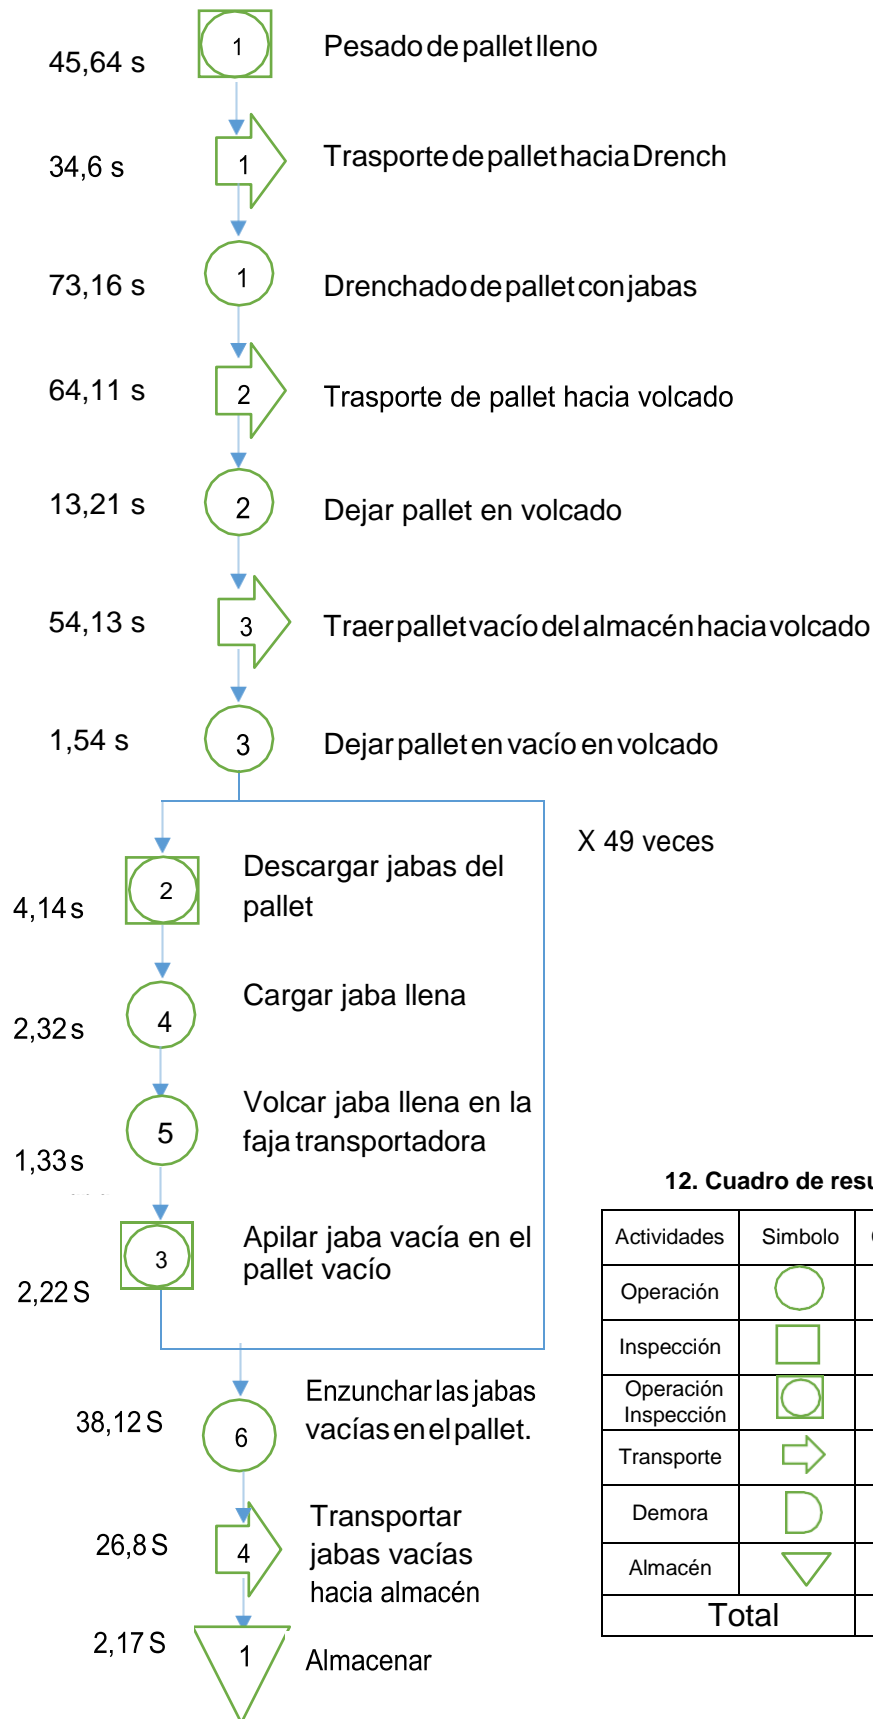 45,64 s
1
Pesado de pallet lleno
34,6 s
1
Trasporte de pallet hacia Drench
73,16 s
1
Drenchado de pallet con jabas
64,11 s
2
Trasporte de pallet hacia volcado
13,21 s
2
Dejar pallet en volcado
54,13 s
3
Traer pallet vacío del almacén hacia volcado
1,54 s
3
Dejar pallet en vacío en volcado
X 49 veces
4,14 s
2
Descargar jabas del
pallet
2,32 s
4
Cargar jaba llena
1,33 s
5
Volcar jaba llena en la
faja transportadora
2,22 S
3
Apilar jaba vacía en el
pallet vacío
38,12 S
6
Enzunchar las jabas
vacías en el pallet.
26,8 S
4
Transportar
jabas vacías
hacia almacén
2,17 S
1
Almacenar
12. Cuadro de resu
Actividades
Simbolo
Operación
Inspección
Operación
Inspección
Transporte
Demora
Almacén
Total